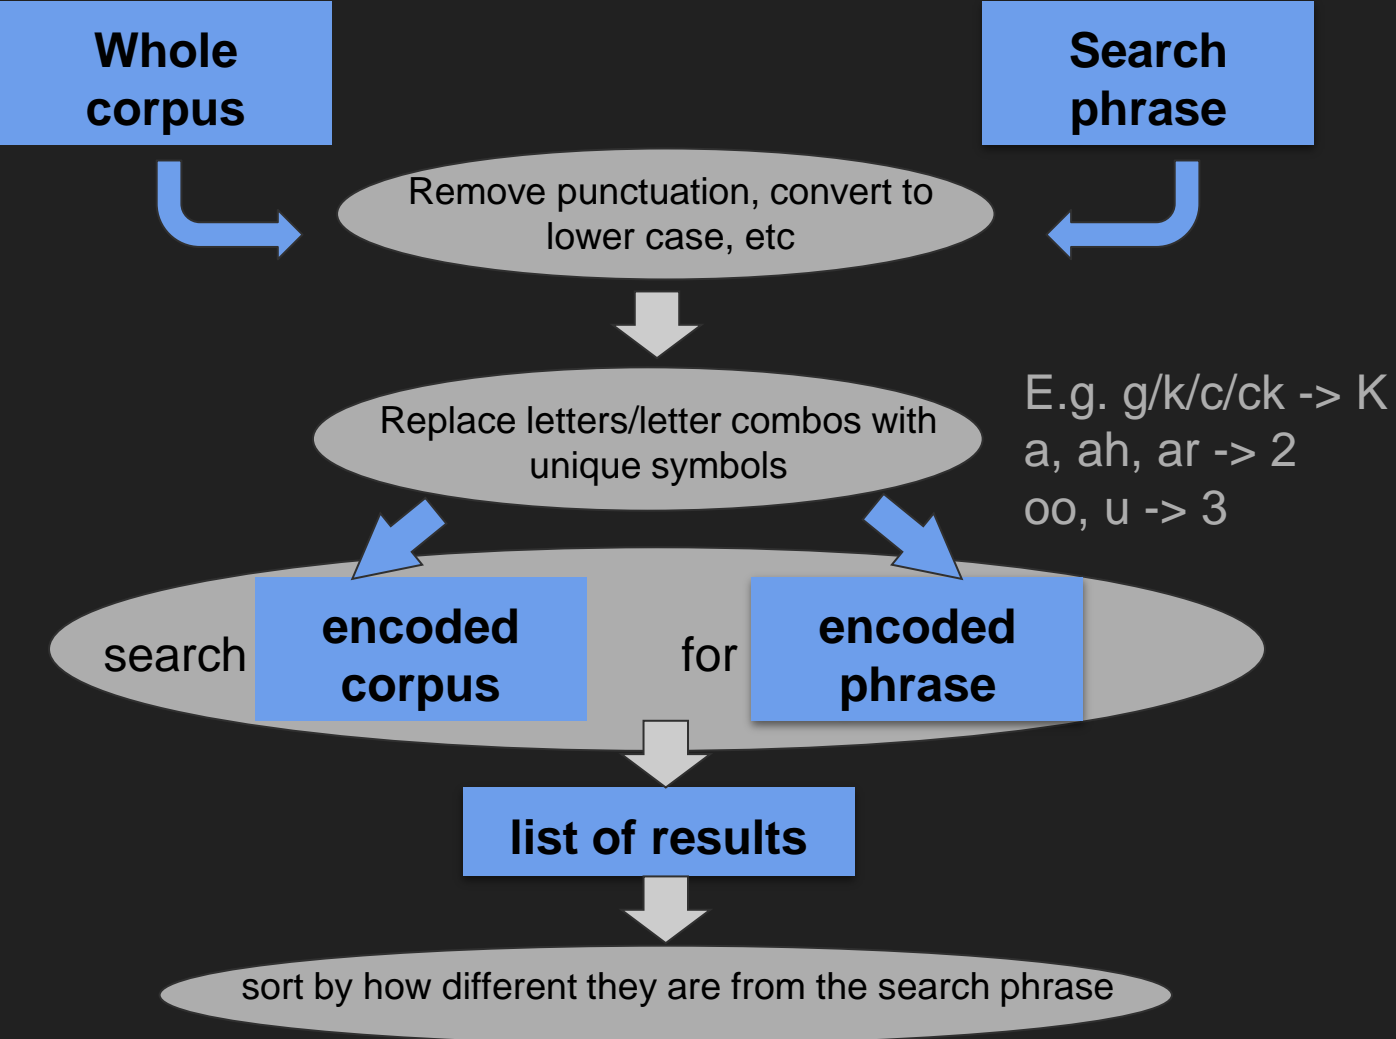 Whole
corpus
Search
phrase
Remove punctuation, convert to
lower case, etc
Replace letters/letter combos with
unique symbols
E.g. g/k/c/ck -> K
a, ah, ar -> 2
oo, u -> 3
search
encoded
corpus
for
encoded
phrase
list of results
sort by how different they are from the search phrase